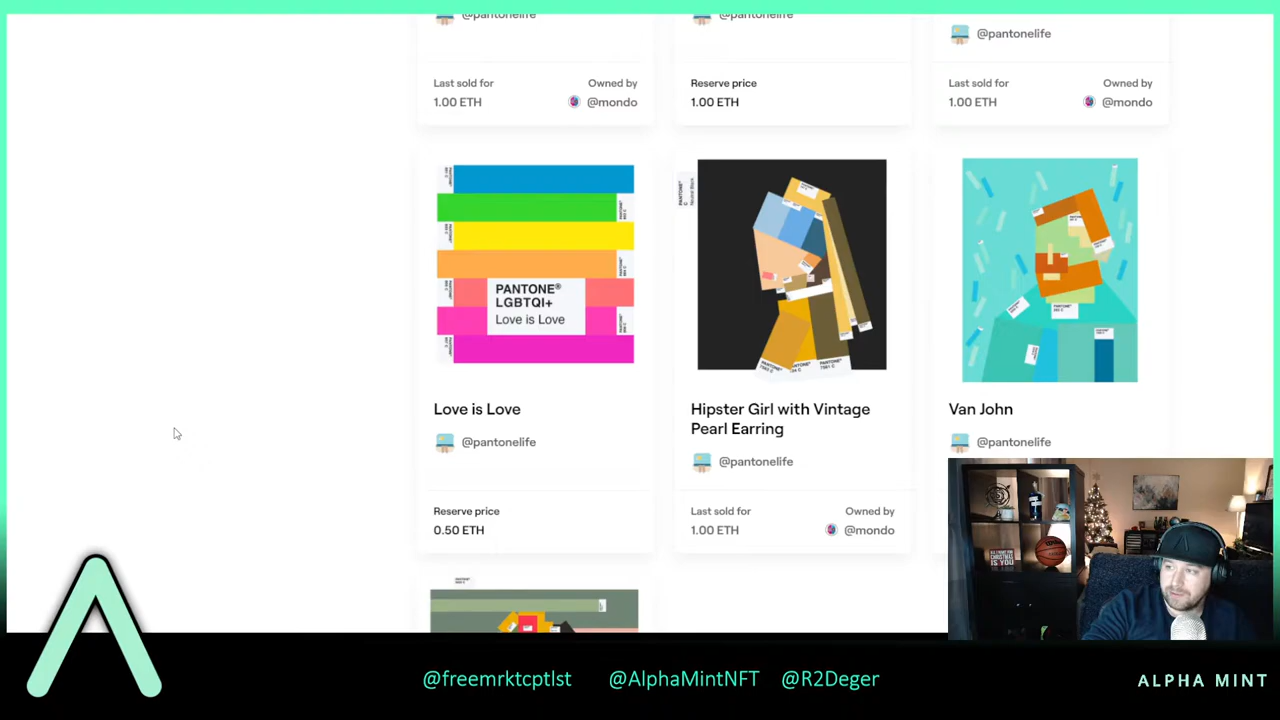 @pantonelife
@pantonelife
@pantonelife
Last sold for
Owned by
1.00 ETH
@mondo
Reserve price
1.00 ETH
Last sold for
Owned by
1.00 ETH
@mondo
PANTONE®
LGBTQI+
Love is Love
Love is Love
@pantonelife
Reserve price
0.50 ETH
PANTONE®
Hipster Girl with Vintage
Pearl Earring
@pantonelife
Last sold for
Owned by
1.00 ETH
@mondo
Van John
@pantonelife
@freemrktcptlst
@AlphaMintNFT
@R2Deger
ALPHA MINT